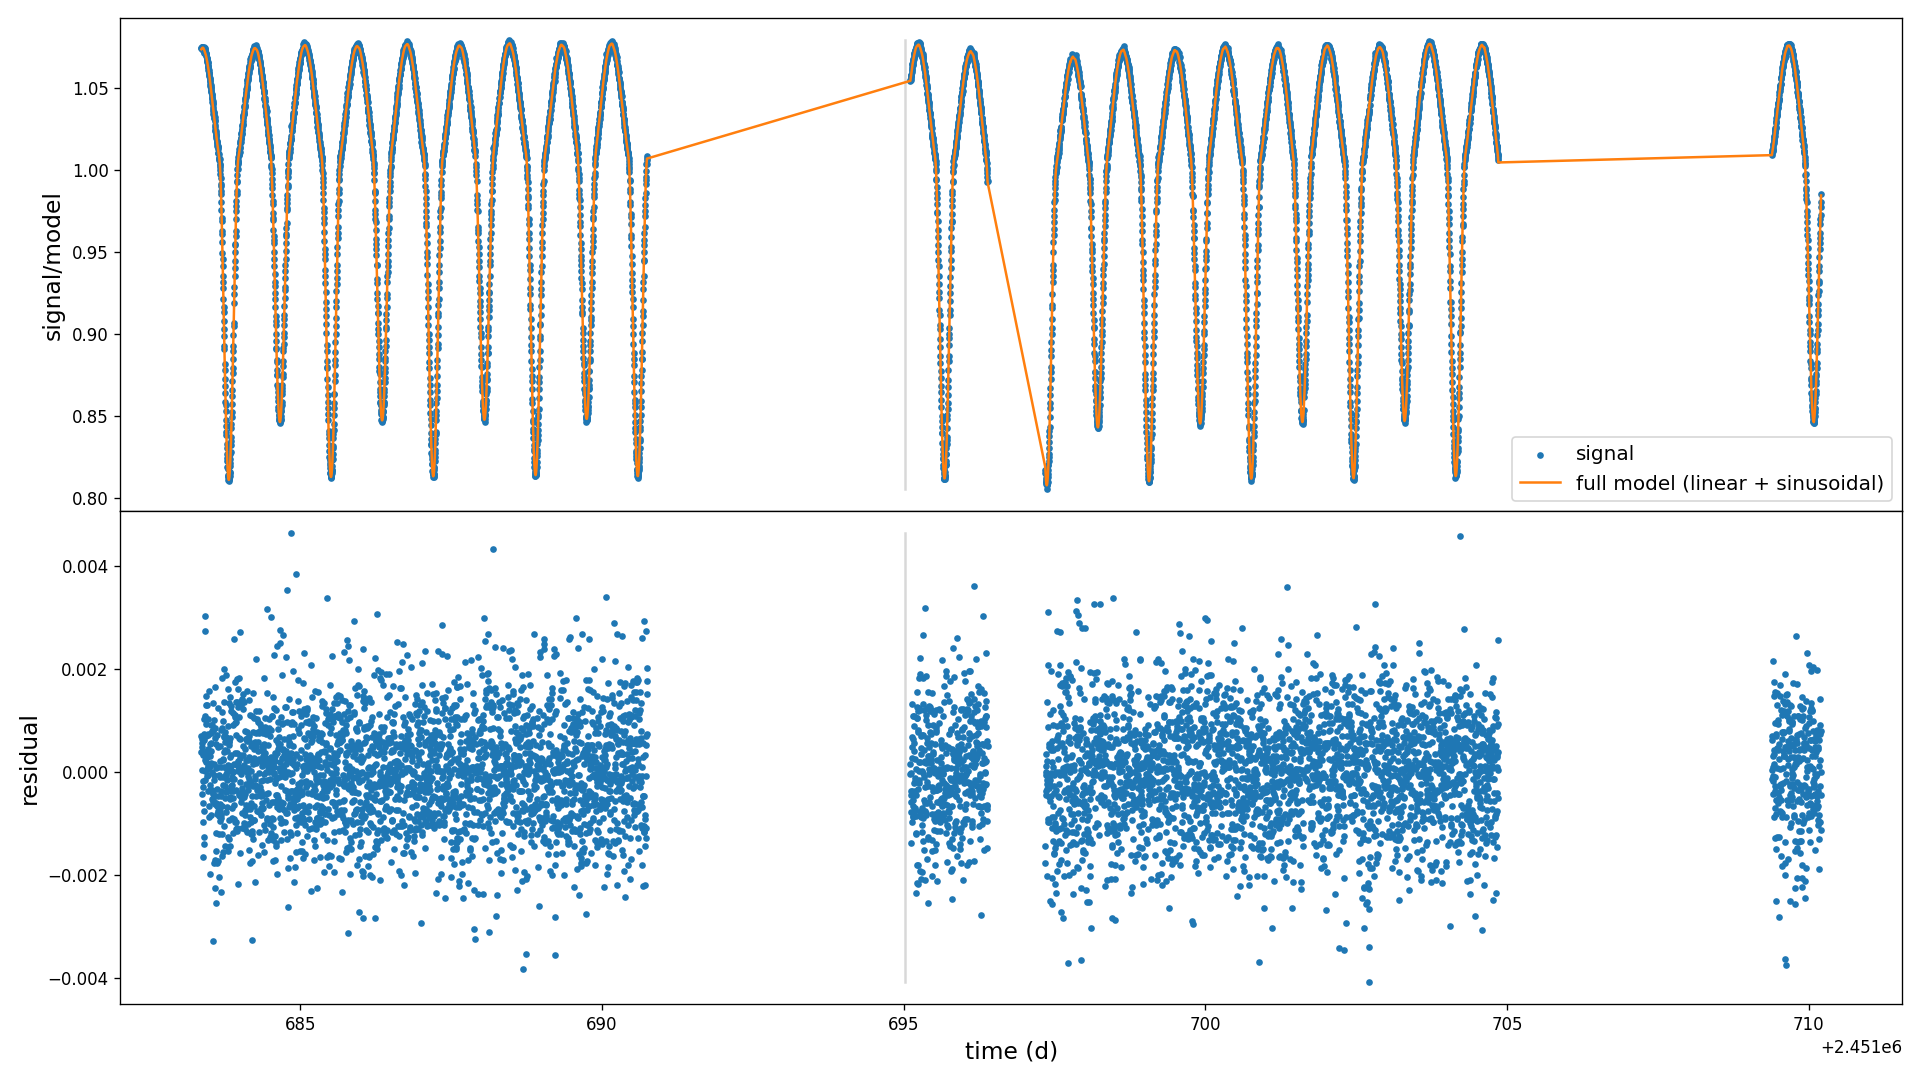 signal/model
1.05
1.00
0.95
0.90
0.85
0.80
signal
full model (linear + sinusoidal)
residual
0.004
0.002
0.000
−0.002
−0.004
685
690
695
700
705
710
time (d)
+2.451e6